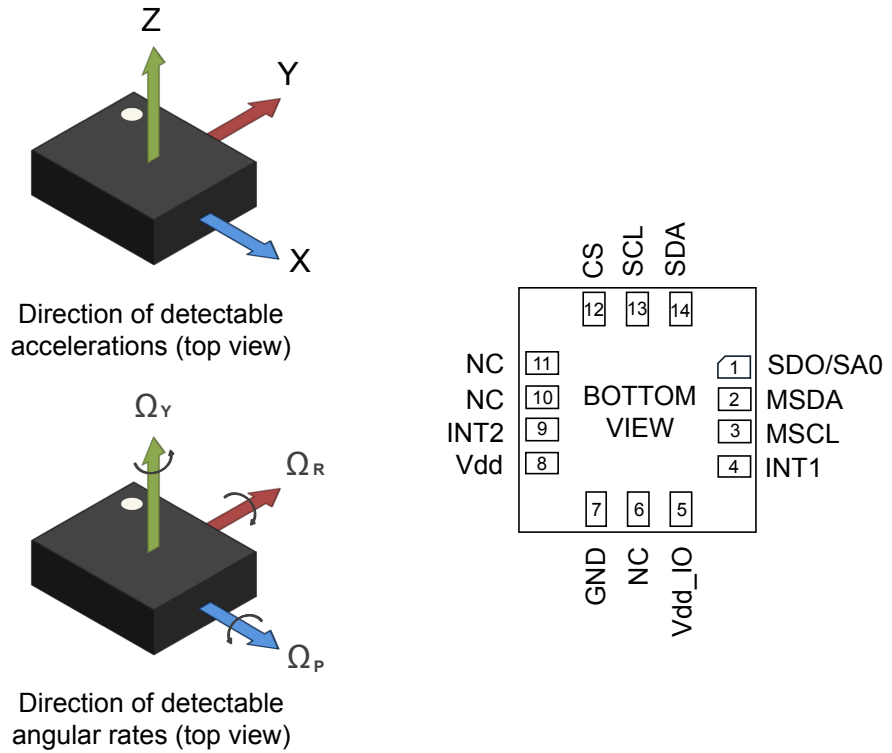 Z
Y
X
Direction of detectable
accelerations (top view)
ΩY
ΩR
ΩP
Direction of detectable
angular rates (top view)
CS
SCL
SDA
12
13
14
NC 11
NC 10
INT2 9
Vdd 8
BOTTOM
VIEW
1 SDO/SA0
2 MSDA
3 MSCL
4 INT1
7
6
5
GND
NC
Vdd_IO